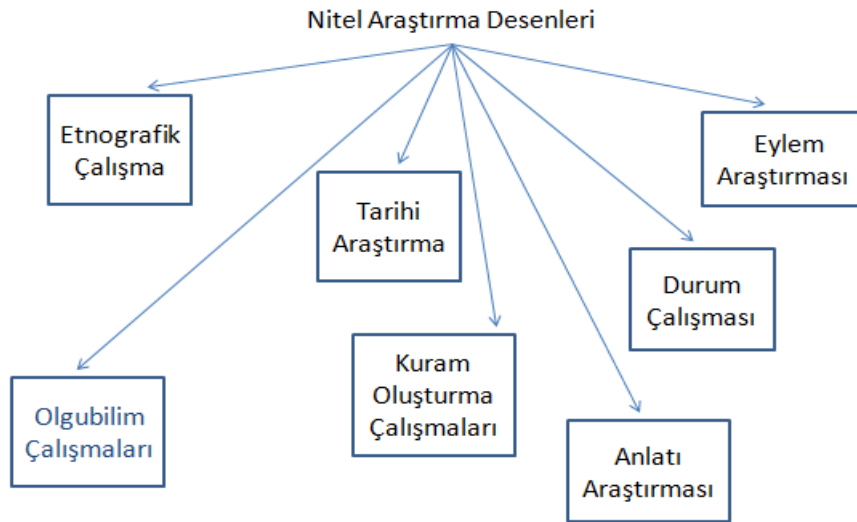 Nitel Araştırma Desenleri
Etnografik
Çalışma
Eylem
Araştırması
Tarihi
Araştırma
Durum
Çalışması
Kuram
Oluşturma
Çalışmaları
Olgubilim
Çalışmaları
Anlatı
Araştırması